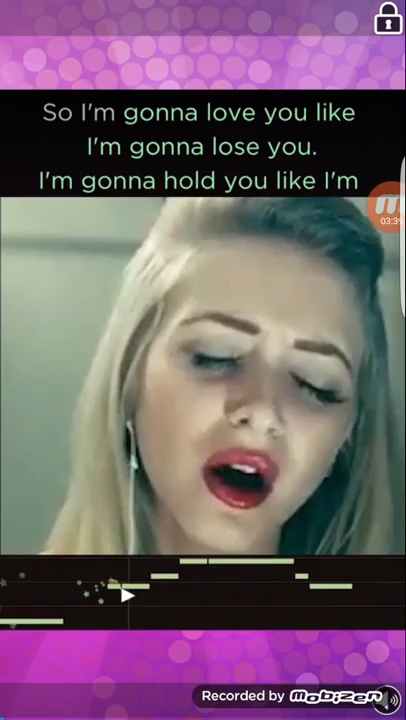 So I'm gonna love you like
I'm gonna lose you.
I'm gonna hold you like I'm
03:39
Recorded by Mobizen